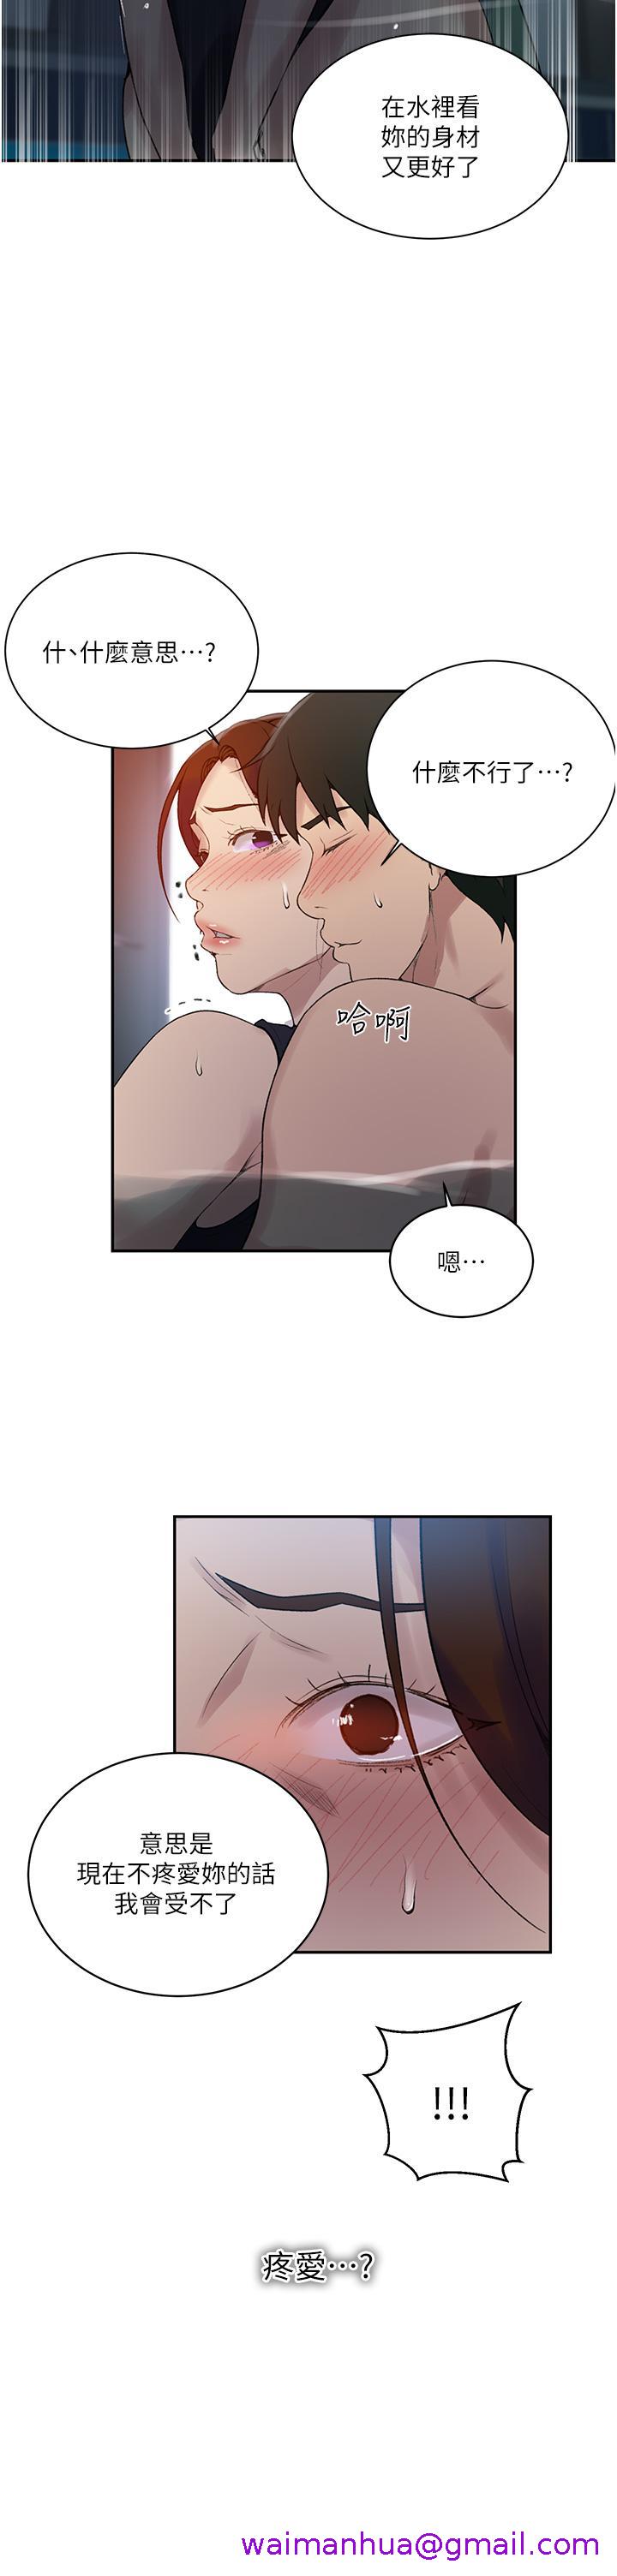 在水裡看
妳的身材
又更好了
什、什麼意思⋯?
什麼不行了⋯?
哈啊
嗯⋯
意思是
現在不疼愛妳的話
我會受不了
!!!
疼愛⋯?
waimanhua@gmail.com